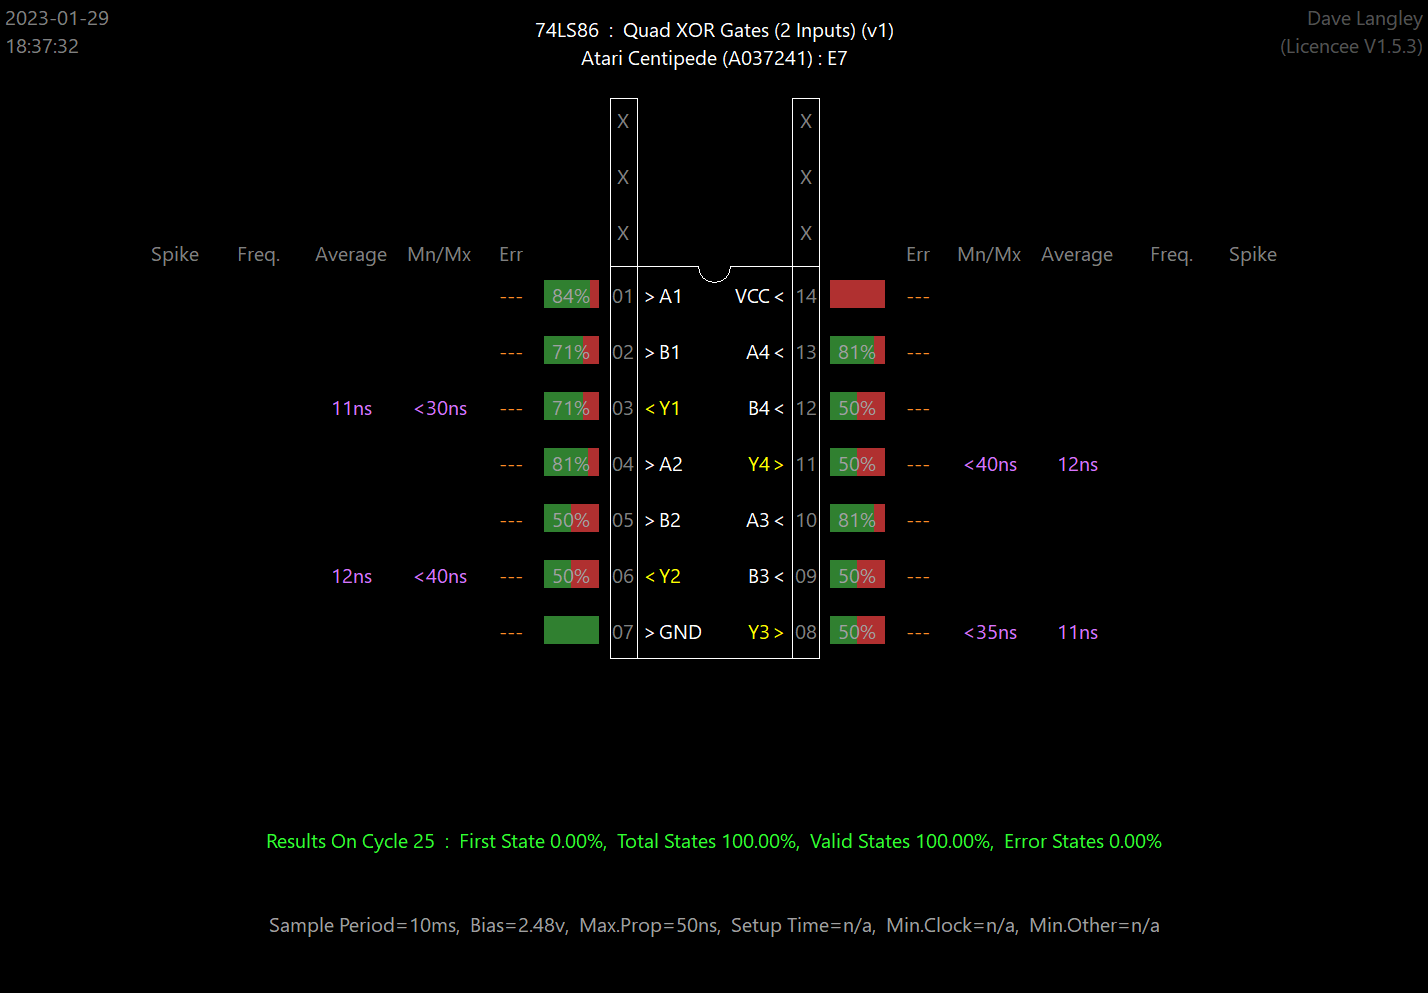 2023-01-29
18:37:32
74LS86 : Quad XOR Gates (2 Inputs) (v1)
Atari Centipede (A037241) : E7
Dave Langley
(Licencee V1.5.3)
X X
X X
X X
Spike Freq. Average Mn/Mx Err Err Mn/Mx Average Freq. Spike
--- 84% 01 >A1 VCC< 14 ---
--- 71% 02 >B1 A4< 13 81% ---
11ns <30ns --- 71% 03 <Y1 B4< 12 50% ---
--- 81% 04 >A2 Y4> 11 50% --- <40ns 12ns
--- 50% 05 >B2 A3< 10 81% ---
12ns <40ns --- 50% 06 <Y2 B3< 09 50% ---
--- 07 >GND Y3> 08 50% --- <35ns 11ns
Results On Cycle 25 : First State 0.00%, Total States 100.00%, Valid States 100.00%, Error States 0.00%
Sample Period=10ms, Bias=2.48v, Max.Prop=50ns, Setup Time=n/a, Min.Clock=n/a, Min.Other=n/a